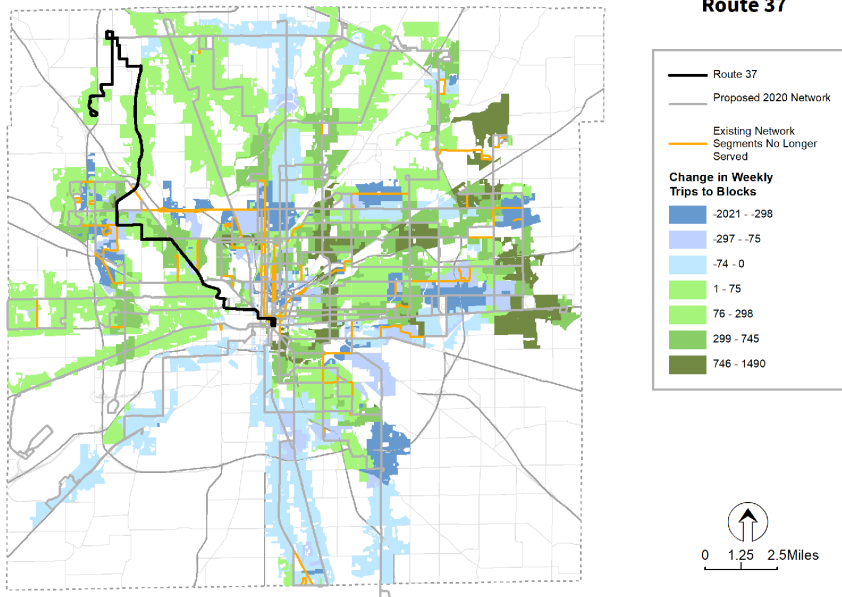 Route 37
Route 37
Proposed 2020 Network
Existing Network
Segments No Longer
Served
Change in Weekly
Trips to Blocks
-2021 - -298
-297 - -75
-74 - 0
1 - 75
76 - 298
299 - 745
746 - 1490
0 1.25 2.5Miles